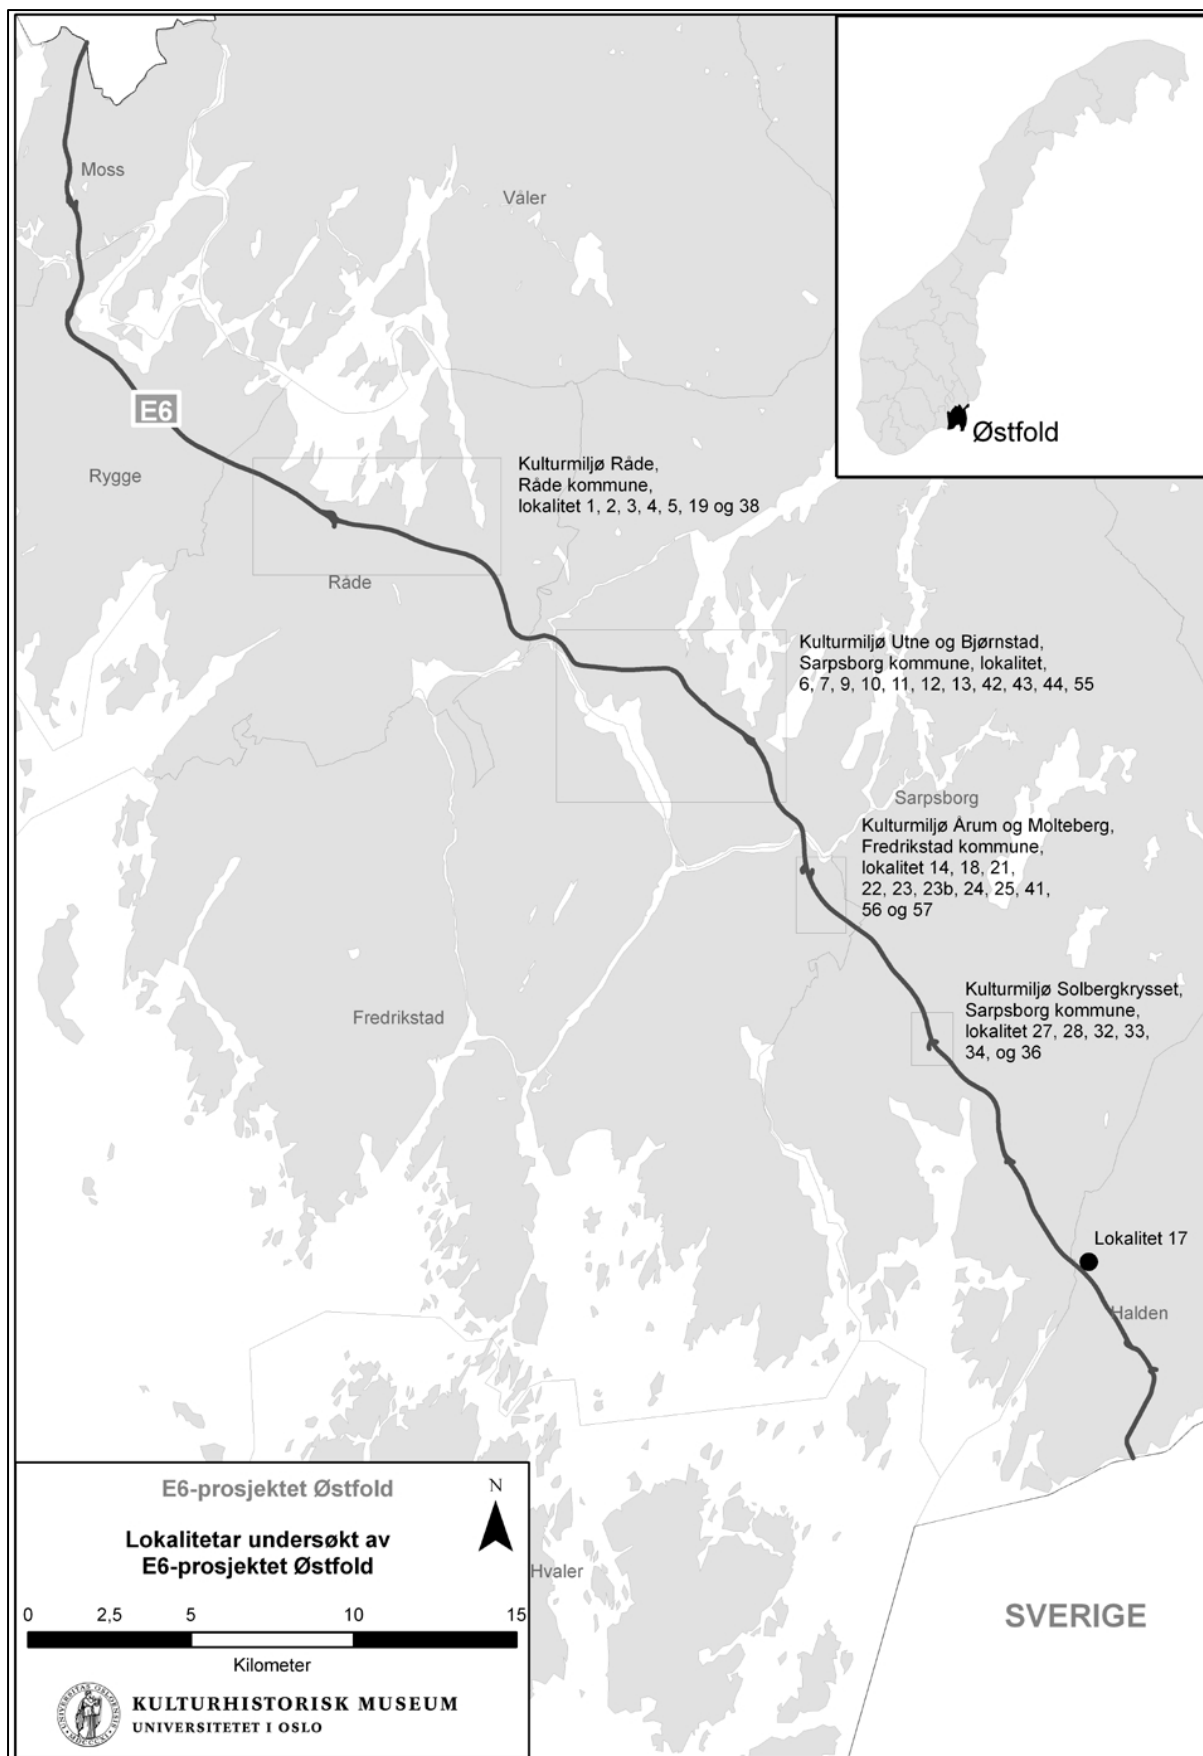 Moss
Våler
Østfold
E6
Rygge
Kulturmiljø Råde,
Råde kommune,
lokalitet 1, 2, 3, 4, 5, 19 og 38
Råde
Kulturmiljø Utne og Bjørnstad,
Sarpsborg kommune, lokalitet,
6, 7, 9, 10, 11, 12, 13, 42, 43, 44, 55
Sarpsborg
Kulturmiljø Årum og Molteberg,
Fredrikstad kommune,
lokalitet 14, 18, 21,
22, 23, 23b, 24, 25, 41,
56 og 57
Kulturmiljø Solbergkrysset,
Sarpsborg kommune,
lokalitet 27, 28, 32, 33,
34, og 36
Fredrikstad
Lokalitet 17
Halden
E6-prosjektet Østfold
N
Lokalitetar undersøkt av
E6-prosjektet Østfold
Hvaler
0 2,5 5 10 15
Kilometer
SVERIGE
UNIVERSITAS OSLOENSIS
MDCCCXI
KULTURHISTORISK MUSEUM
UNIVERSITETET I OSLO